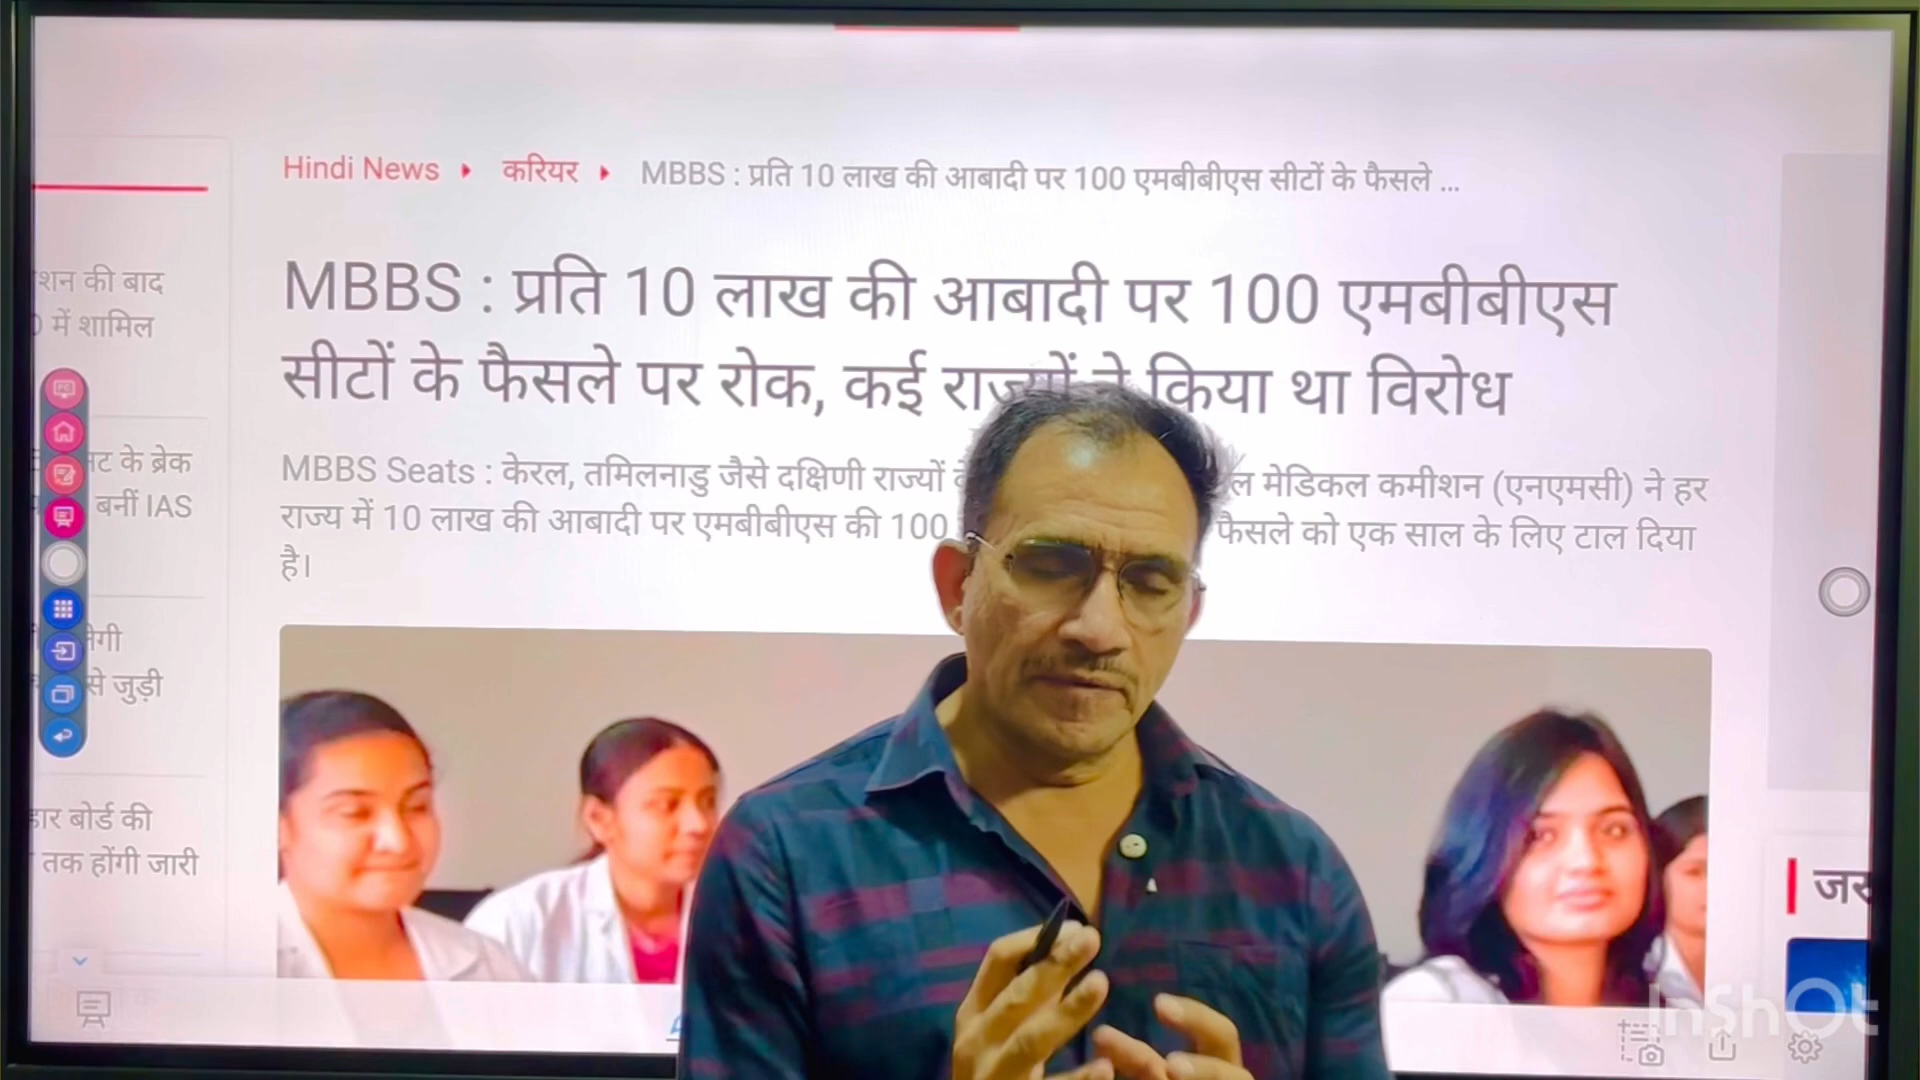 Hindi News
करियर
MBBS : प्रति 10 लाख की आबादी पर 100 एमबीबीएस सीटों के फैसले ...
MBBS : प्रति 10 लाख की आबादी पर 100 एमबीबीएस
सीटों के फैसले पर रोक, कई राज्यों ने किया था विरोध
MBBS Seats : केरल, तमिलनाडु जैसे दक्षिणी राज्यों ल मेडिकल कमीशन (एनएमसी) ने हर
राज्य में 10 लाख की आबादी पर एमबीबीएस की 100 फैसले को एक साल के लिए टाल दिया
है।
शन की बाद
में शामिल
के ब्रेक
बनीं IAS
से जुड़ी
बोर्ड की
तक होंगी जारी
InShOt